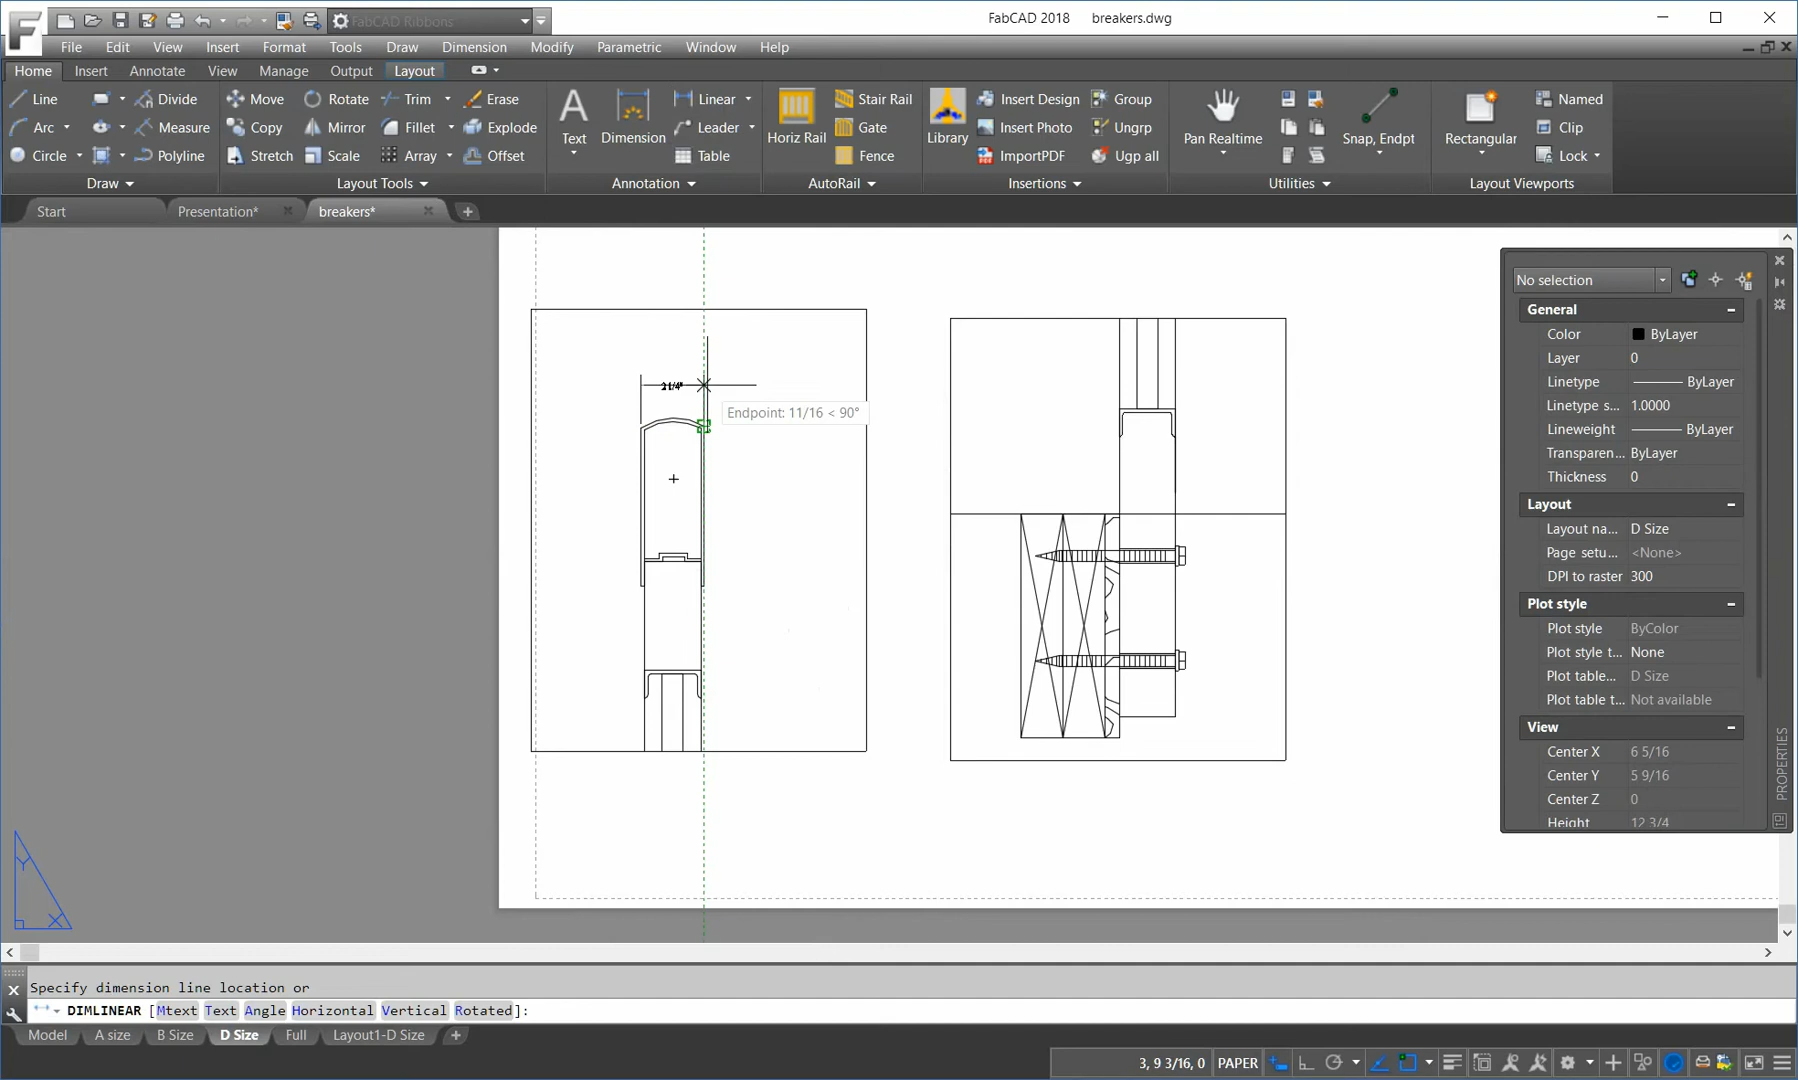 FabCAD Ribbons
FabCAD 2018 breakers.dwg
File Edit View Insert Format Tools Draw Dimension Modify Parametric Window Help
Home Insert Annotate View Manage Output Layout
Line Divide Move Rotate Trim Erase Linear Stair Rail Insert Design Group Named
Arc Measure Copy Mirror Fillet Explode Text Dimension Leader Horiz Rail Gate Library Insert Photo Ungrp Pan Realtime Snap, Endpt Rectangular Clip
Circle Polyline Stretch Scale Array Offset Table Fence ImportPDF Ugp all Lock
Draw Layout Tools Annotation AutoRail Insertions Utilities Layout Viewports
Start Presentation* breakers*
2 1/4"
Endpoint: 11/16 < 90°
No selection
General
Color ByLayer
Layer 0
Linetype ByLayer
Linetype s... 1.0000
Lineweight ByLayer
Transparen... ByLayer
Thickness 0
Layout
Layout na... D Size
Page setu... <None>
DPI to raster 300
Plot style
Plot style ByColor
Plot style t... None
Plot table... D Size
Plot table t... Not available
View
Center X 6 5/16
Center Y 5 9/16
Center Z 0
Height 12 3/4
PROPERTIES
Y
X
Specify dimension line location or
DIMLINEAR [Mtext Text Angle Horizontal Vertical Rotated]:
Model A size B Size D Size Full Layout1-D Size
3, 9 3/16, 0 PAPER